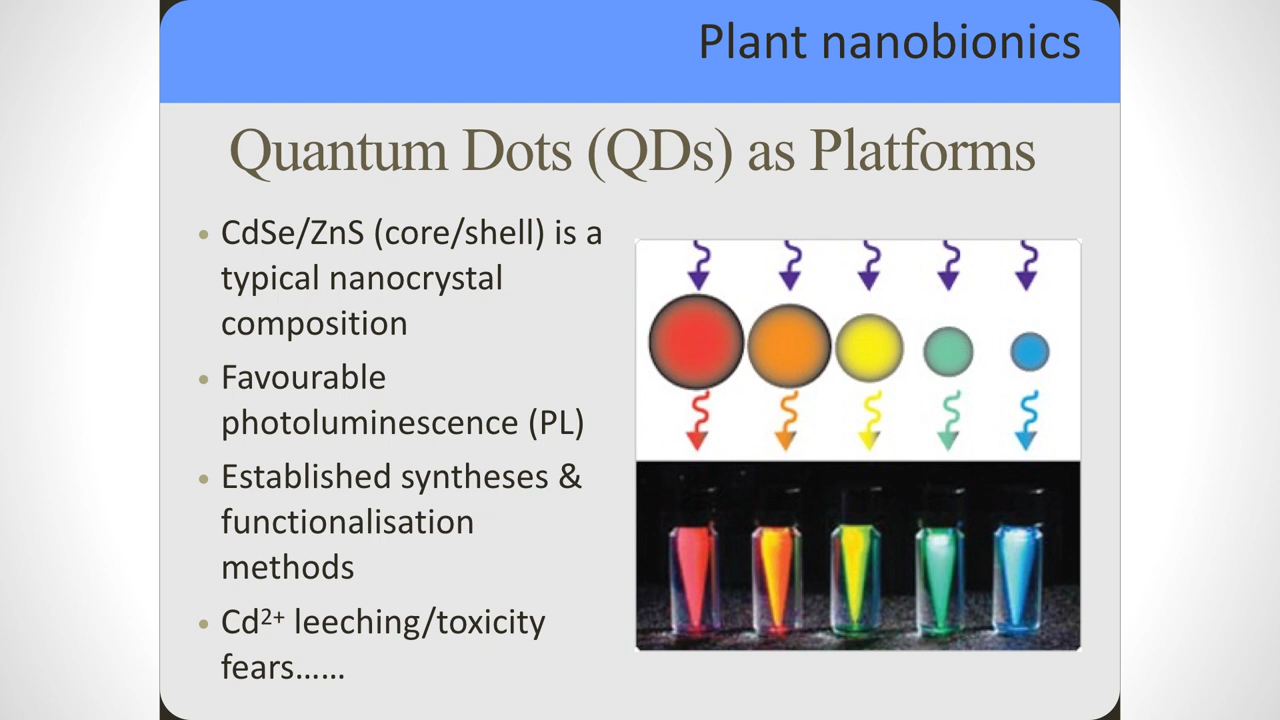 Plant nanobionics
Quantum Dots (QDs) as Platforms
• CdSe/ZnS (core/shell) is a
typical nanocrystal
composition
• Favourable
photoluminescence (PL)
• Established syntheses &
functionalisation
methods
• Cd²⁺ leeching/toxicity
fears……